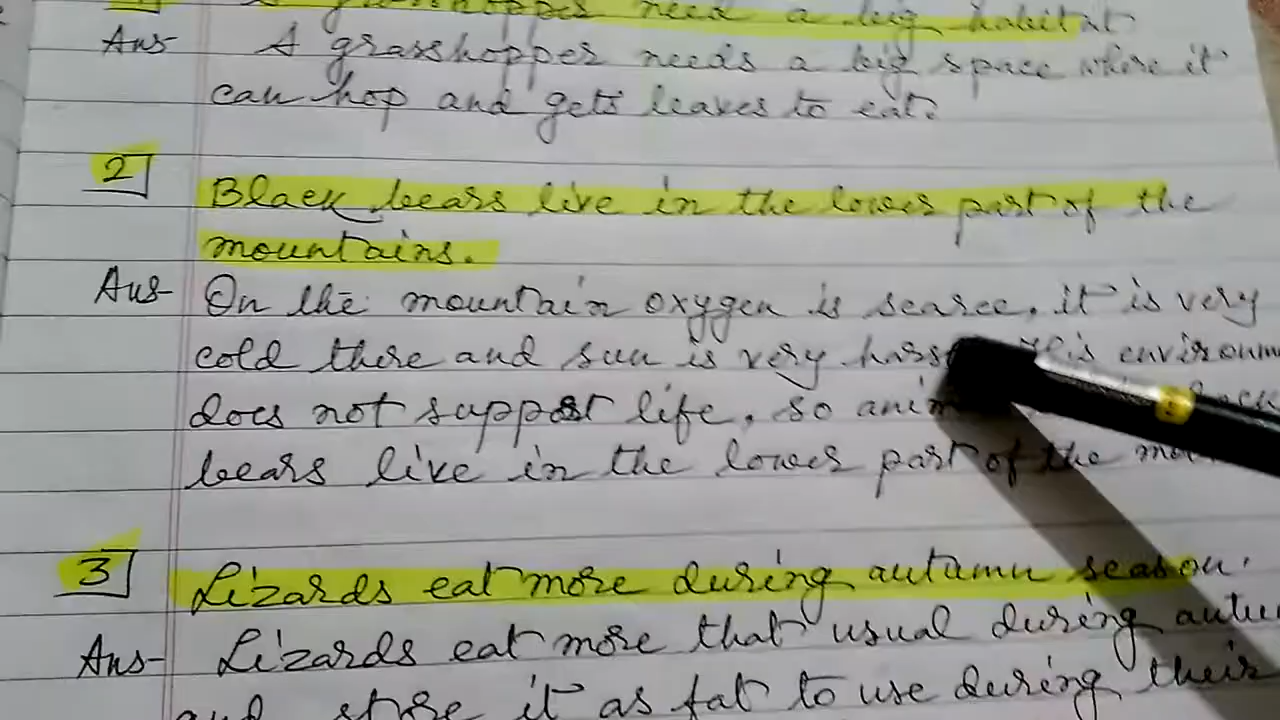 grasshopper need a big habitat
Ans A grasshopper needs a big space where it
can hop and gets leaves to eat.
2 Black bears live in the lower part of the
mountains.
Ans- On the mountain oxygen is scarce, it is very
cold there and sun is very
does not support life, so
bears live in the lower part of the
3 Lizards eat more during autumn season.
Ans- Lizards eat more that usual during
and store it as fat to use during their